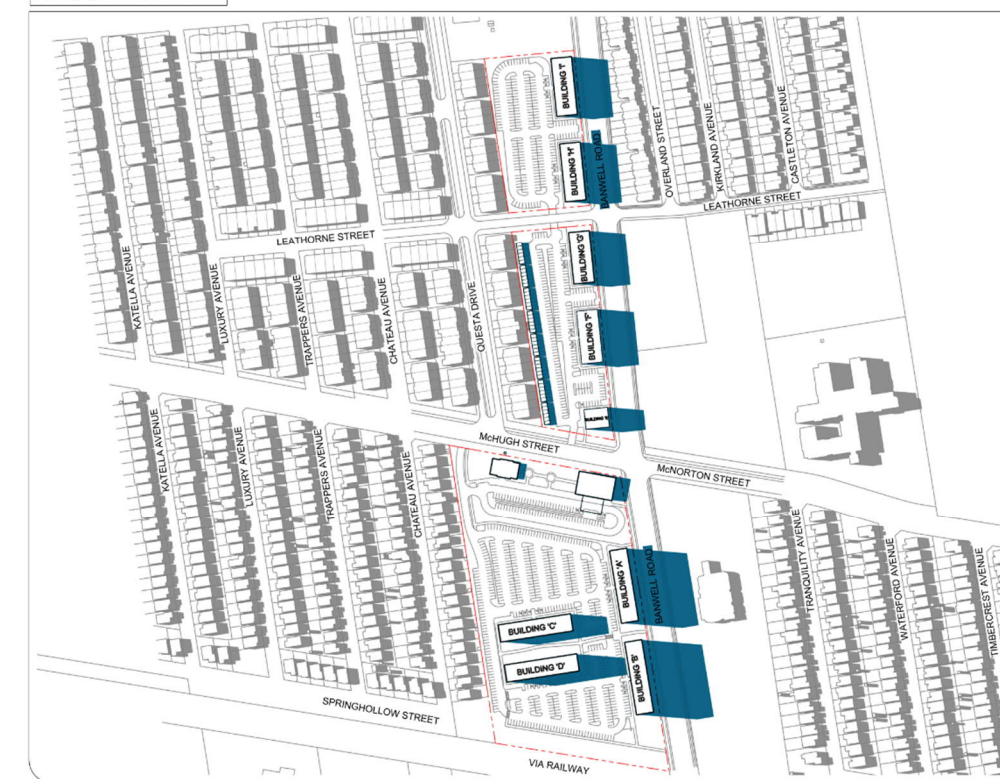 BUILDING 'I'
BUILDING 'H'
BANWELL ROAD
OVERLAND STREET
KIRKLAND AVENUE
CASTLETON AVENUE
LEATHORNE STREET
LEATHORNE STREET
BUILDING 'G'
KATELLA AVENUE
LUXURY AVENUE
TRAPPERS AVENUE
CHATEAU AVENUE
QUESTA DRIVE
BUILDING 'F'
McHUGH STREET
McNORTON STREET
KATELLA AVENUE
LUXURY AVENUE
TRAPPERS AVENUE
CHATEAU AVENUE
BUILDING 'A'
BANWELL ROAD
TRANQUILITY AVENUE
WATERFORD AVENUE
TIMBERCREST AVENUE
BUILDING 'C'
BUILDING 'D'
BUILDING 'B'
SPRINGHOLLOW STREET
VIA RAILWAY